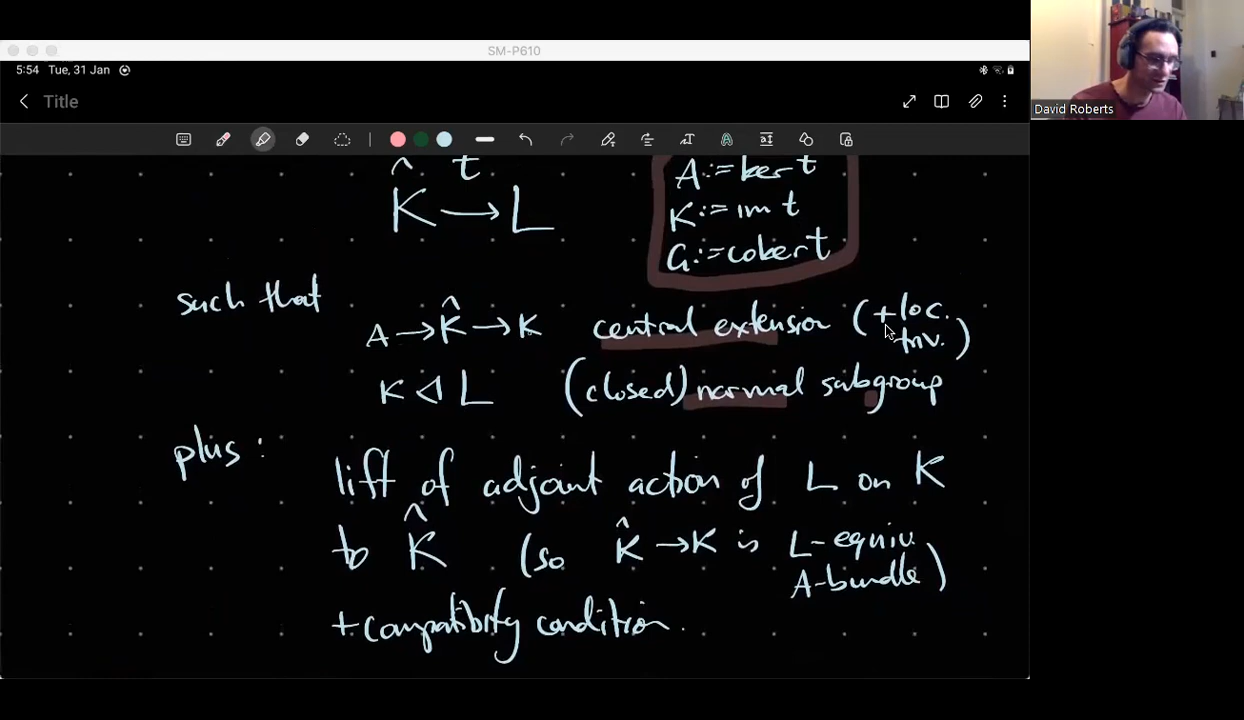 SM-P610
5:54 Tue, 31 Jan
Title
David Roberts
K̂ t→ L
A := ker t
K := im t
G := coker t
such that
A → K̂ → K central extension (+loc. triv.)
K ◁ L (closed) normal subgroup
plus:
lift of adjoint action of L on K
to K̂ (so K̂ → K is L-equiv.
A-bundle)
+compatibility condition.